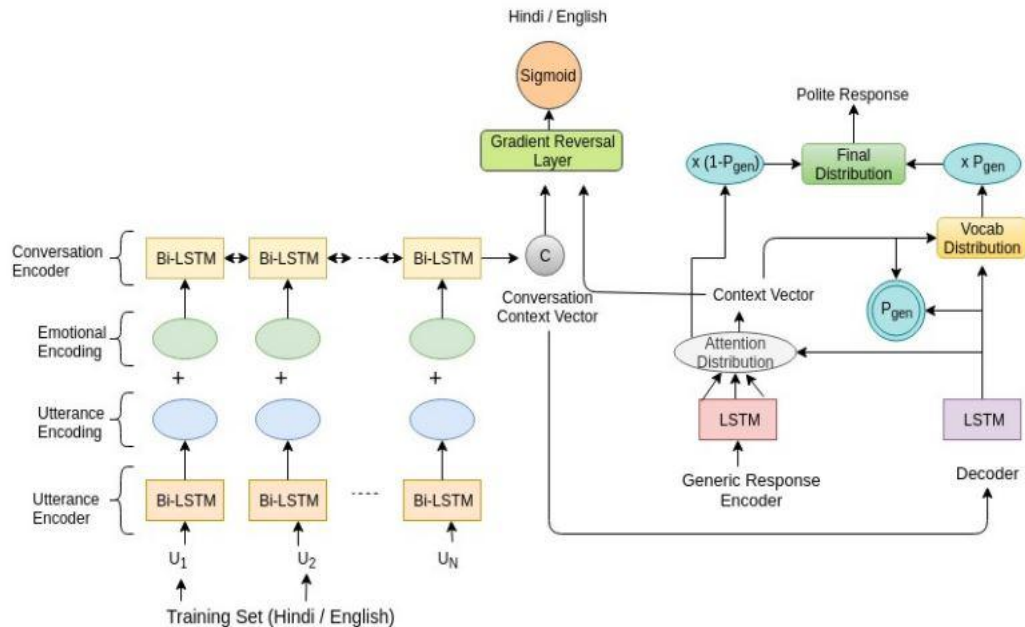 Hindi / English
Sigmoid
Gradient Reversal
Layer
Polite Response
x (1-Pgen)
Final
Distribution
x Pgen
Vocab
Distribution
Conversation
Encoder
Bi-LSTM
Bi-LSTM
----
Bi-LSTM
C
Conversation
Context Vector
Context Vector
Pgen
Emotional
Encoding
Attention
Distribution
+
+
+
Utterance
Encoding
LSTM
LSTM
Generic Response
Encoder
Decoder
Utterance
Encoder
Bi-LSTM
Bi-LSTM
----
Bi-LSTM
U1
U2
UN
Training Set (Hindi / English)